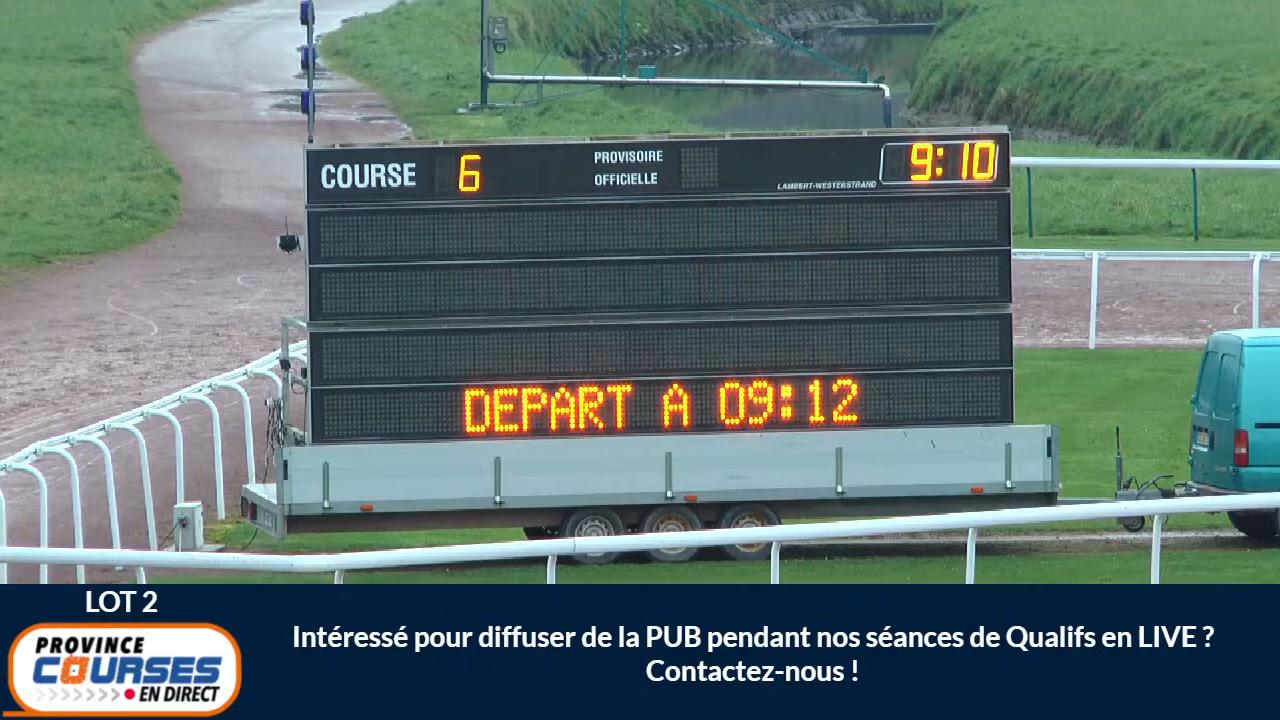 COURSE 6 PROVISOIRE 9:10
OFFICIELLE
LAMBERT-WESTERSTRAND
DEPART A 09:12
LOT 2
PROVINCE
COURSES
EN DIRECT
Intéressé pour diffuser de la PUB pendant nos séances de Qualifs en LIVE ?
Contactez-nous !